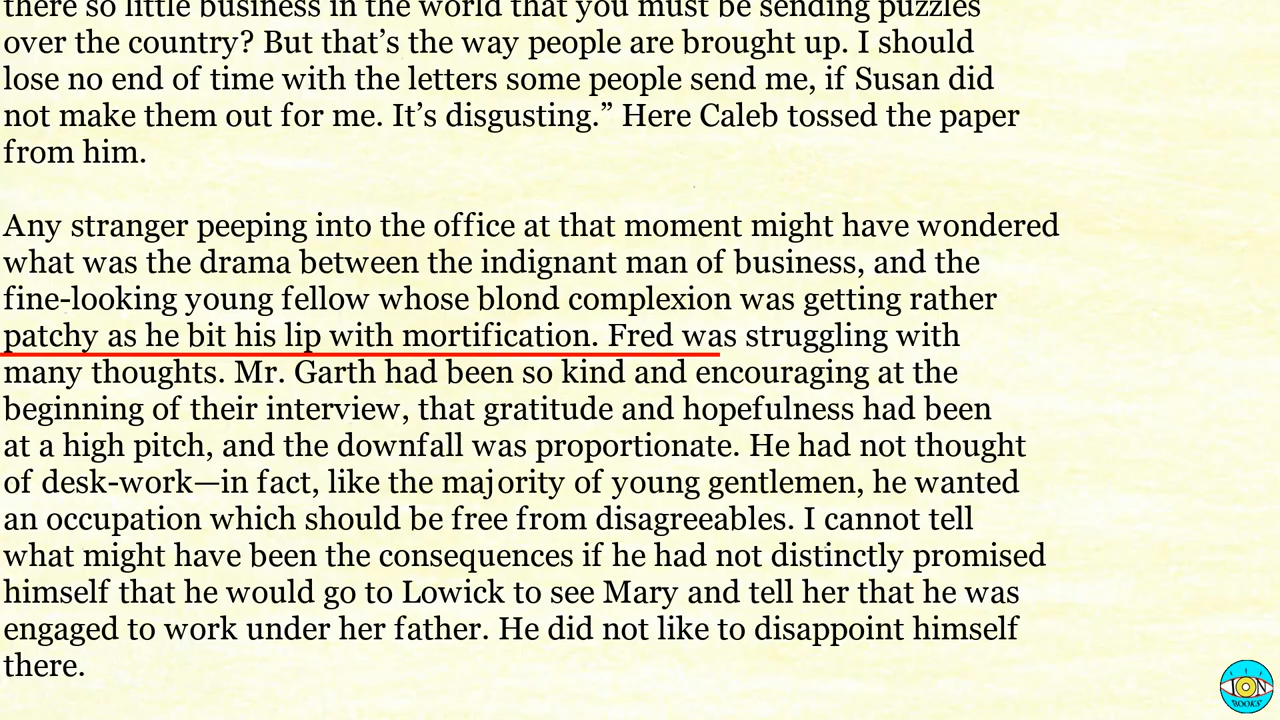 there so little business in the world that you must be sending puzzles
over the country? But that’s the way people are brought up. I should
lose no end of time with the letters some people send me, if Susan did
not make them out for me. It’s disgusting.” Here Caleb tossed the paper
from him.
Any stranger peeping into the office at that moment might have wondered
what was the drama between the indignant man of business, and the
fine-looking young fellow whose blond complexion was getting rather
patchy as he bit his lip with mortification. Fred was struggling with
many thoughts. Mr. Garth had been so kind and encouraging at the
beginning of their interview, that gratitude and hopefulness had been
at a high pitch, and the downfall was proportionate. He had not thought
of desk-work—in fact, like the majority of young gentlemen, he wanted
an occupation which should be free from disagreeables. I cannot tell
what might have been the consequences if he had not distinctly promised
himself that he would go to Lowick to see Mary and tell her that he was
engaged to work under her father. He did not like to disappoint himself
there.
ION
BOOKS